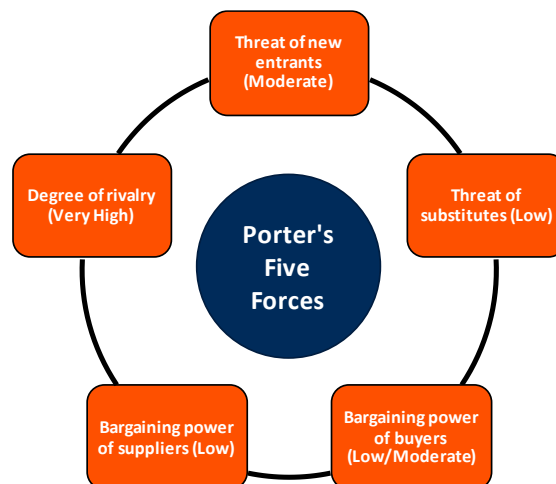 Threat of new
entrants
(Moderate)
Degree of rivalry
(Very High)
Threat of
substitutes (Low)
Porter's
Five
Forces
Bargaining power
of suppliers (Low)
Bargaining power
of buyers
(Low/Moderate)